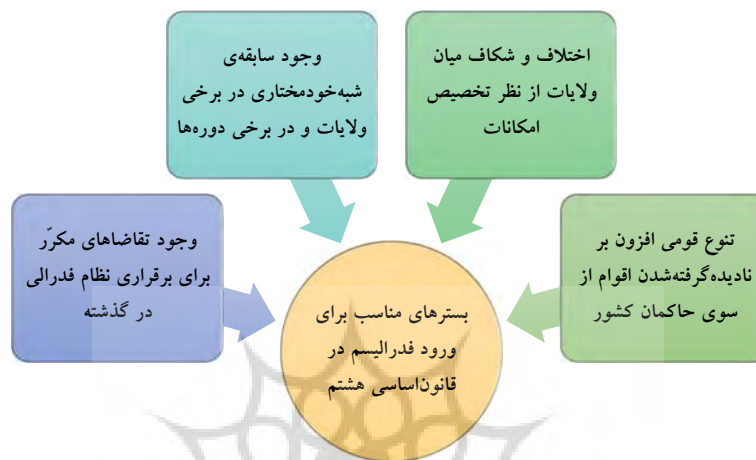 اختلاف و شکاف میان
ولایات از نظر تخصیص
امکانات
وجود سابقه‌ی
شبه‌خودمختاری در برخی
ولایات و در برخی دوره‌ها
تنوع قومی افزون بر
نادیده‌گرفته‌شدن اقوام از
سوی حاکمان کشور
وجود تقاضاهای مکرّر
برای برقراری نظام فدرالی
در گذشته
بسترهای مناسب برای
ورود فدرالیسم در
قانون‌اساسی هشتم